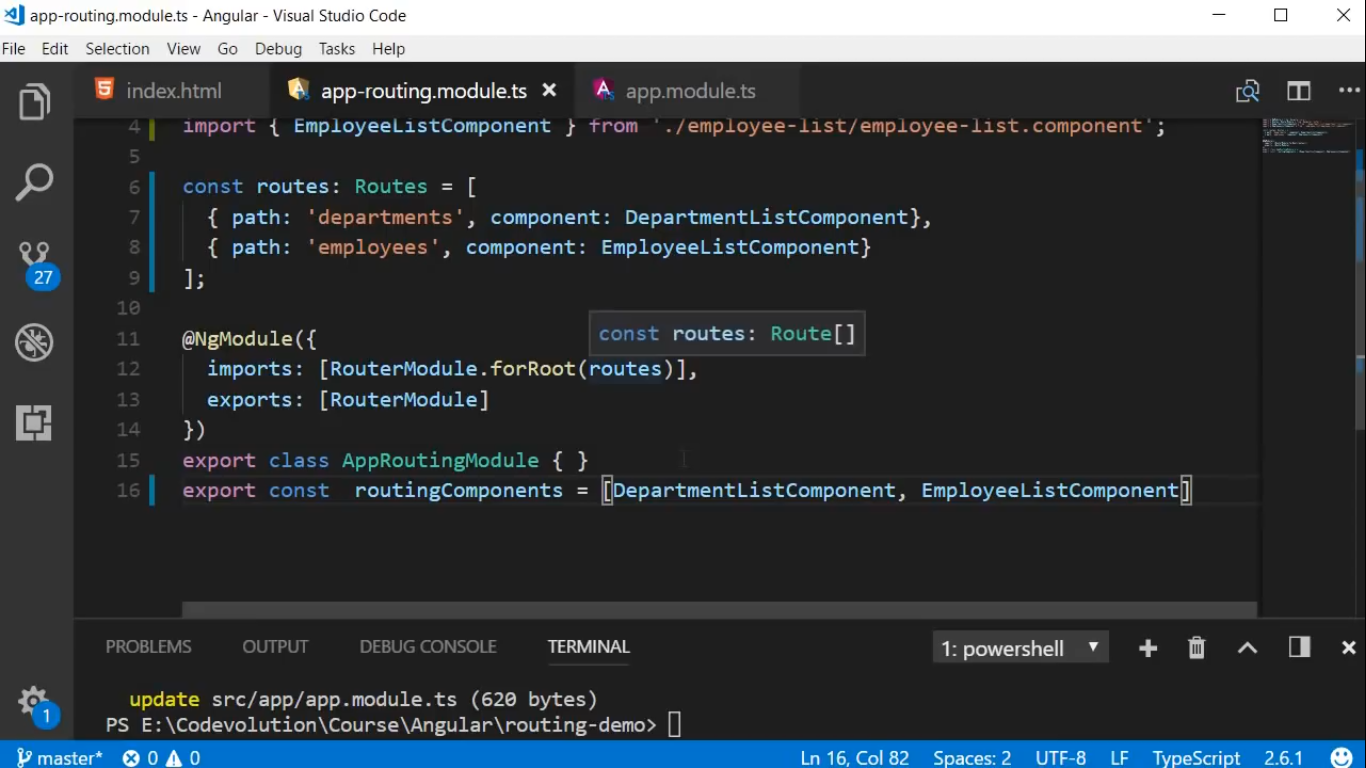 app-routing.module.ts - Angular - Visual Studio Code
File Edit Selection View Go Debug Tasks Help
index.html app-routing.module.ts app.module.ts
4 import { EmployeeListComponent } from './employee-list/employee-list.component';
5
6 const routes: Routes = [
7 { path: 'departments', component: DepartmentListComponent},
8 { path: 'employees', component: EmployeeListComponent}
9 ];
10
const routes: Route[]
11 @NgModule({
12 imports: [RouterModule.forRoot(routes)],
13 exports: [RouterModule]
14 })
15 export class AppRoutingModule { }
16 export const  routingComponents = [DepartmentListComponent, EmployeeListComponent]
27
PROBLEMS OUTPUT DEBUG CONSOLE TERMINAL 1: powershell
update src/app/app.module.ts (620 bytes)
PS E:\Codevolution\Course\Angular\routing-demo>
1
master* 0 0 Ln 16, Col 82 Spaces: 2 UTF-8 LF TypeScript 2.6.1